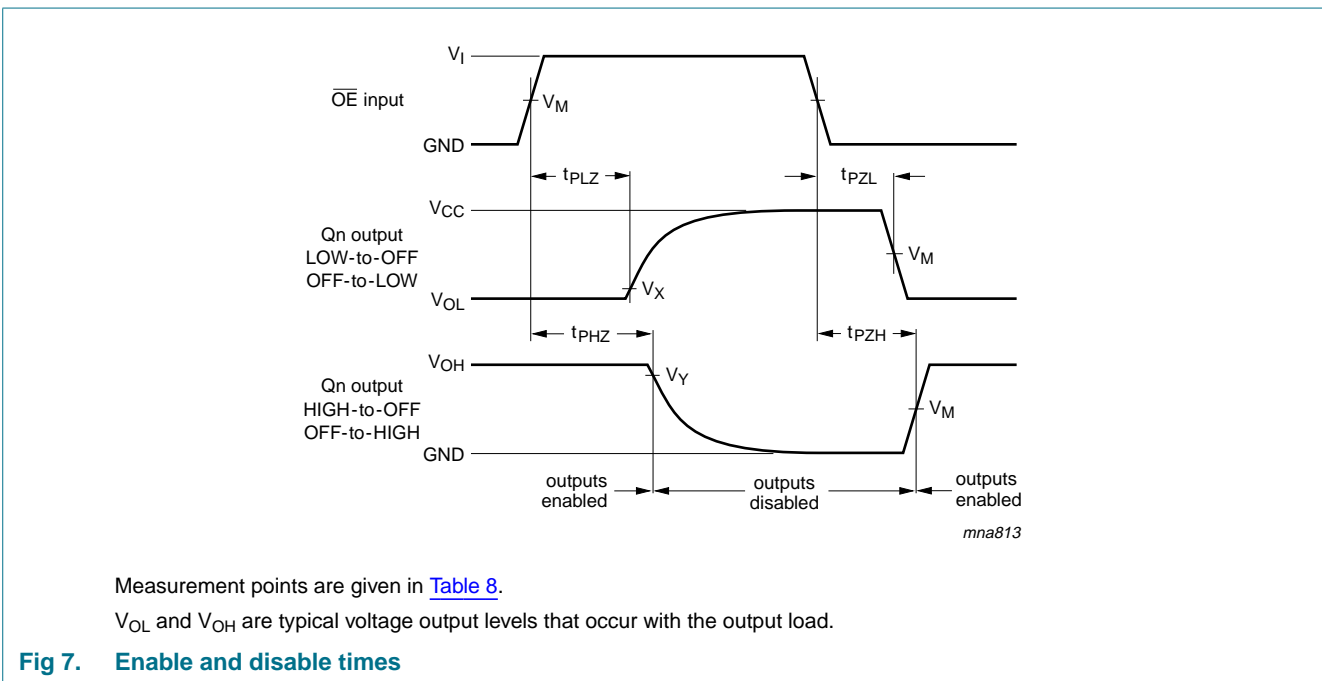 V_I
O̅E̅ input
V_M
GND
t_PLZ
t_PZL
V_CC
Qn output
LOW-to-OFF
OFF-to-LOW
V_M
V_X
V_OL
t_PHZ
t_PZH
V_OH
V_Y
Qn output
HIGH-to-OFF
OFF-to-HIGH
V_M
GND
outputs
enabled
outputs
disabled
outputs
enabled
mna813
Measurement points are given in Table 8.
V_OL and V_OH are typical voltage output levels that occur with the output load.
Fig 7. Enable and disable times